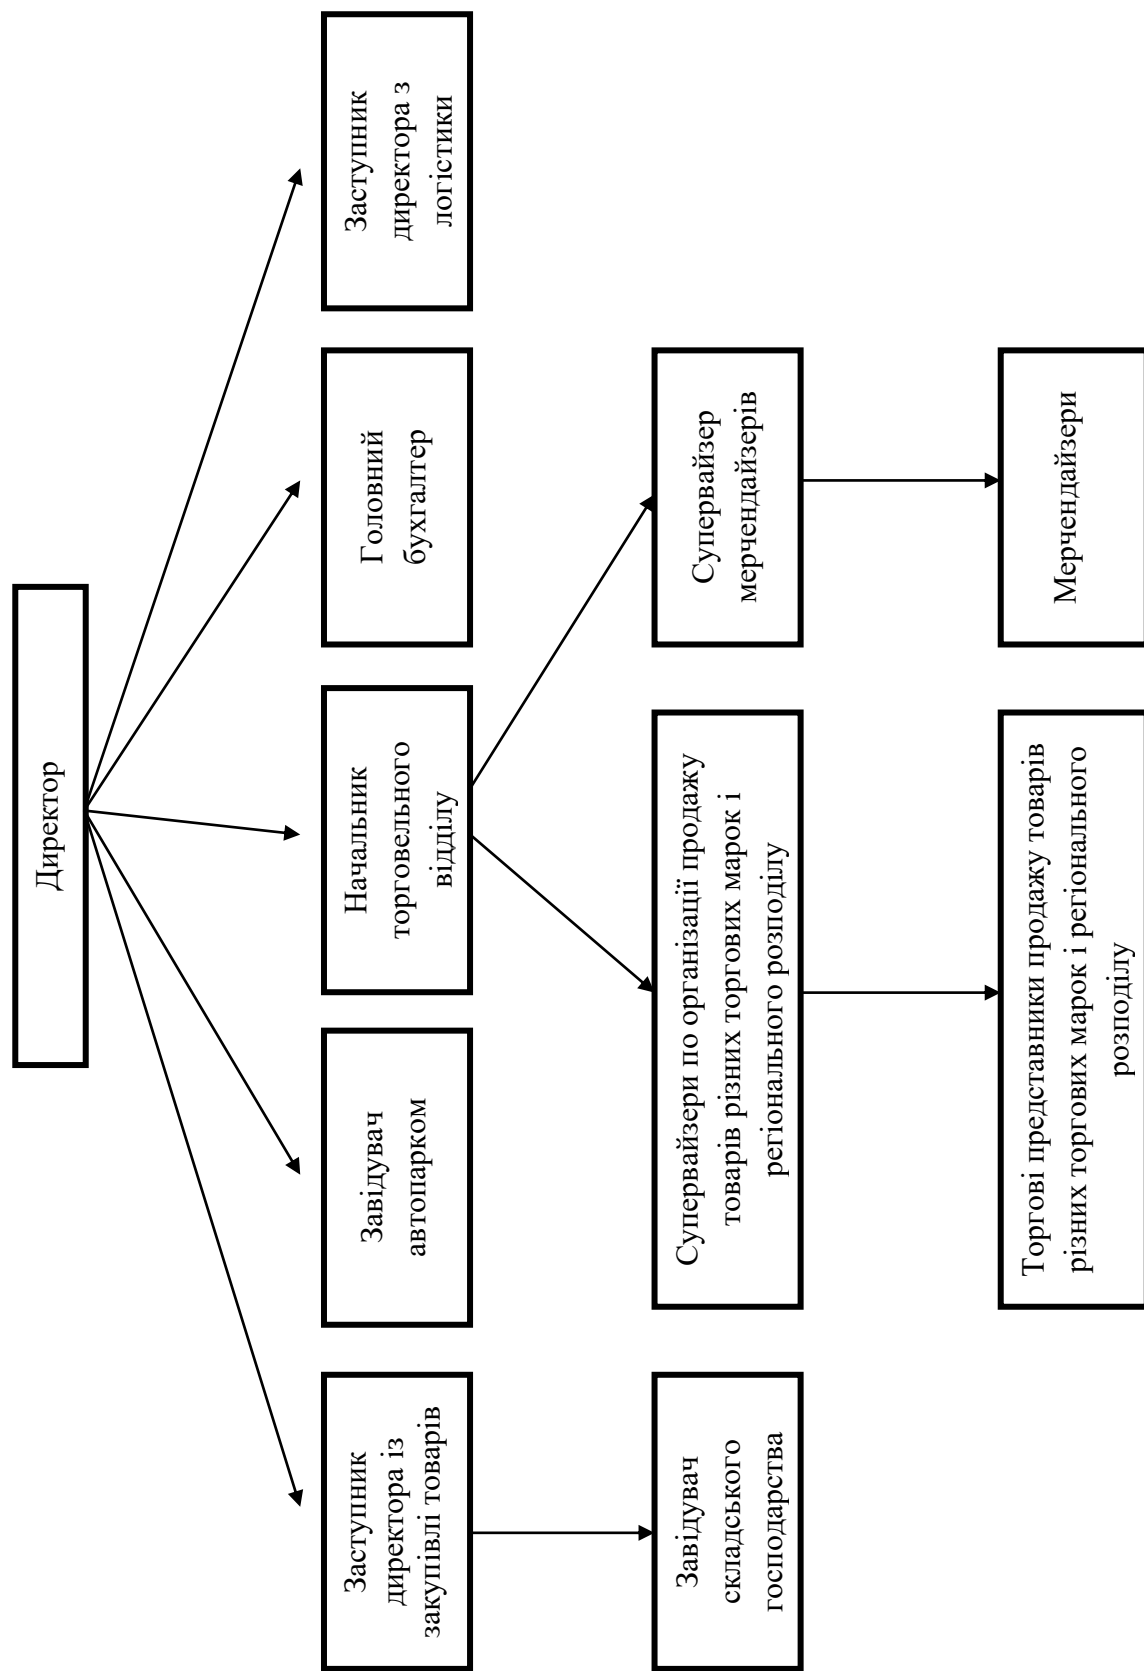 Директор
Заступник
директора із
закупівлі товарів
Завідувач
автопарком
Начальник
торговельного
відділу
Головний
бухгалтер
Заступник
директора з
логістики
Завідувач
складського
господарства
Супервайзери по організації продажу
товарів різних торгових марок і
регіонального розподілу
Супервайзер
мерчендайзерів
Торгові представники продажу товарів
різних торгових марок і регіонального
розподілу
Мерчендайзери